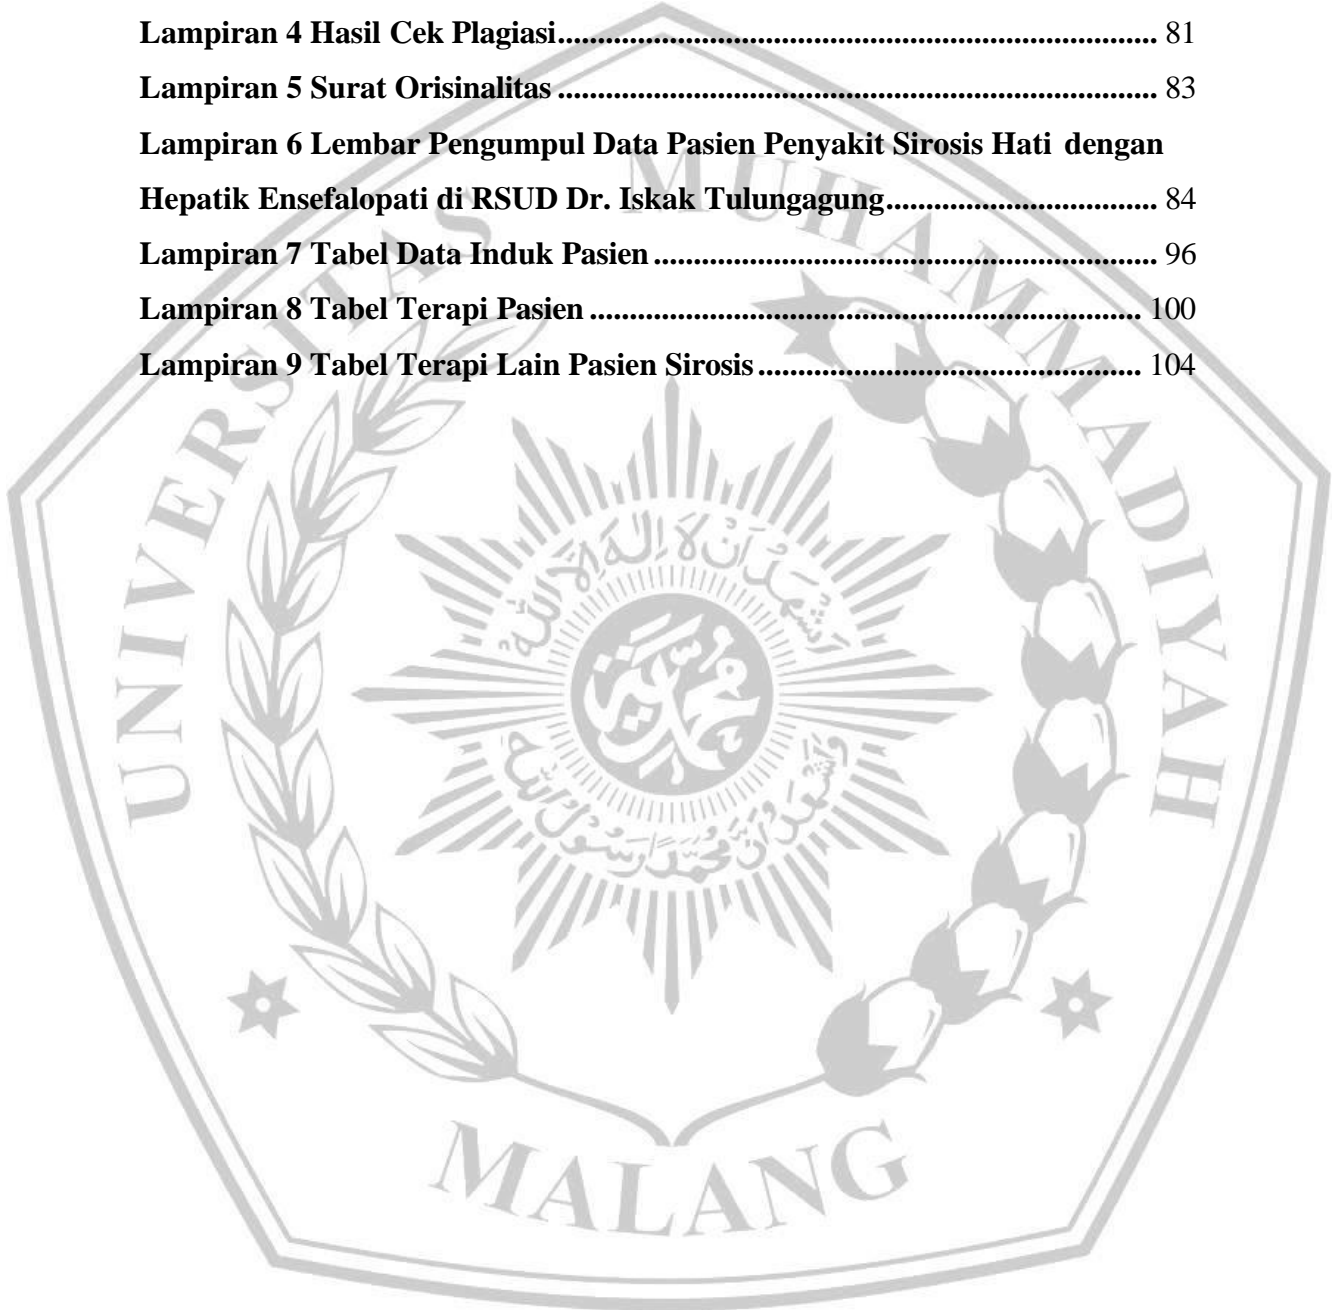 Lampiran 4 Hasil Cek Plagiasi........................................................................... 81
Lampiran 5 Surat Orisinalitas ........................................................................... 83
Lampiran 6 Lembar Pengumpul Data Pasien Penyakit Sirosis Hati dengan
Hepatik Ensefalopati di RSUD Dr. Iskak Tulungagung.................................. 84
Lampiran 7 Tabel Data Induk Pasien ................................................................ 96
Lampiran 8 Tabel Terapi Pasien ...................................................................... 100
Lampiran 9 Tabel Terapi Lain Pasien Sirosis ................................................ 104
UNIVERSITAS MUHAMMADIYAH
MALANG